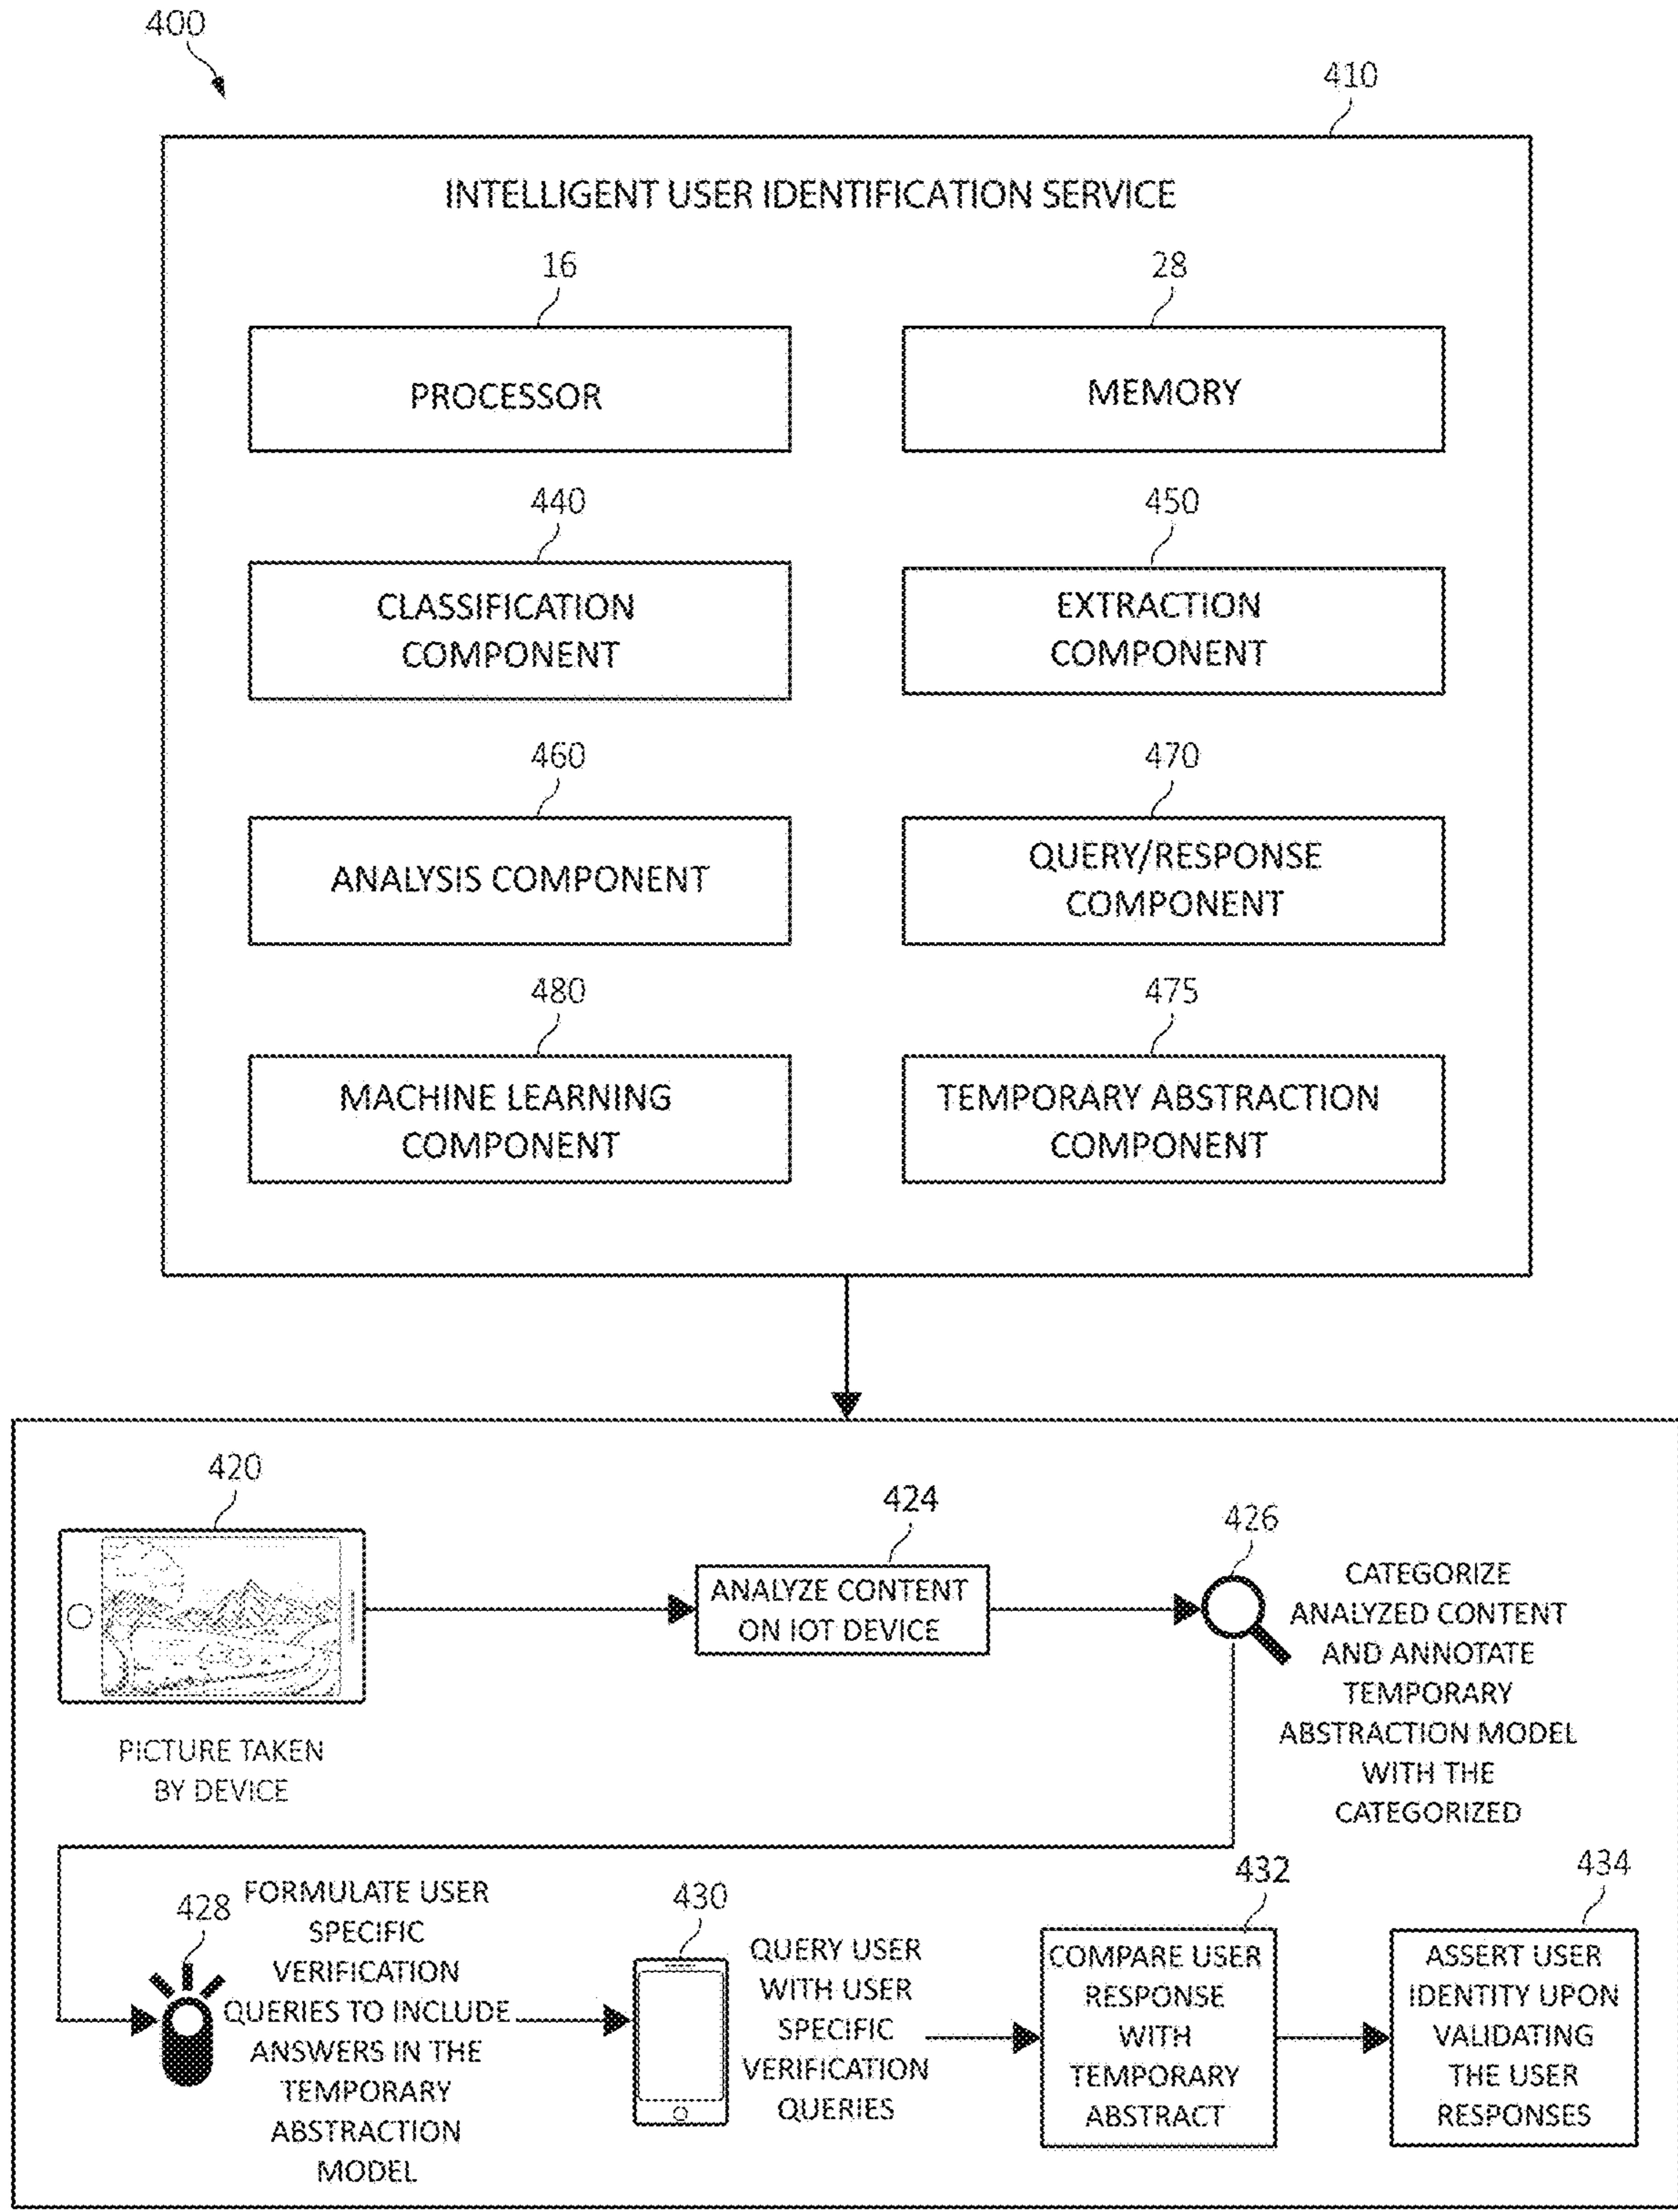 400
410
INTELLIGENT USER IDENTIFICATION SERVICE
16
28
PROCESSOR
MEMORY
440
450
CLASSIFICATION
COMPONENT
EXTRACTION
COMPONENT
460
470
ANALYSIS COMPONENT
QUERY/RESPONSE
COMPONENT
480
475
MACHINE LEARNING
COMPONENT
TEMPORARY ABSTRACTION
COMPONENT
420
PICTURE TAKEN
BY DEVICE
424
ANALYZE CONTENT
ON IOT DEVICE
426
CATEGORIZE
ANALYZED CONTENT
AND ANNOTATE
TEMPORARY
ABSTRACTION MODEL
WITH THE
CATEGORIZED
428
FORMULATE USER
SPECIFIC
VERIFICATION
QUERIES TO INCLUDE
ANSWERS IN THE
TEMPORARY
ABSTRACTION
MODEL
430
QUERY USER
WITH USER
SPECIFIC
VERIFICATION
QUERIES
432
COMPARE USER
RESPONSE
WITH
TEMPORARY
ABSTRACT
434
ASSERT USER
IDENTITY UPON
VALIDATING
THE USER
RESPONSES